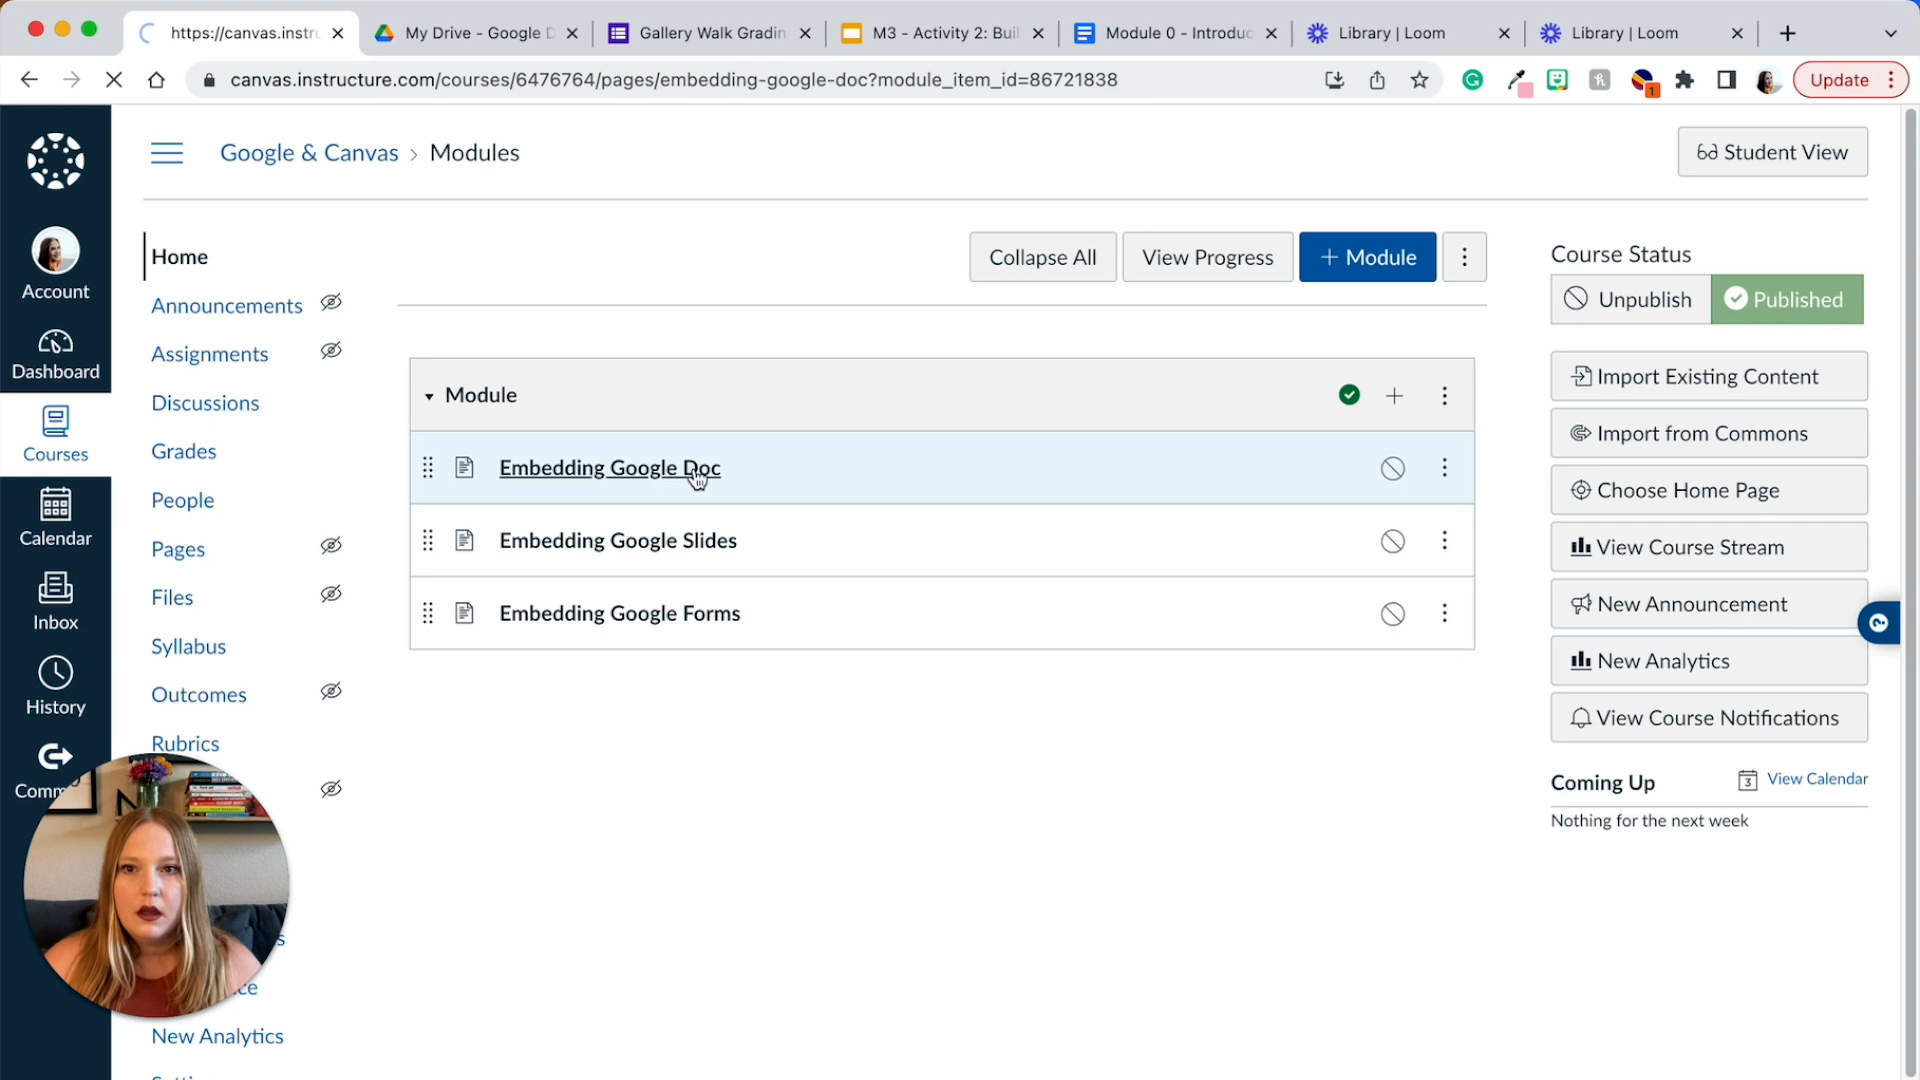 https://canvas.instru
My Drive - Google D
Gallery Walk Gradin
M3 - Activity 2: Bui
Module 0 - Introduc
Library | Loom
Library | Loom
canvas.instructure.com/courses/6476764/pages/embedding-google-doc?module_item_id=86721838
1
Update
Google & Canvas › Modules
Student View
Account
Dashboard
Courses
Calendar
Inbox
History
Comm
Home
Announcements
Assignments
Discussions
Grades
People
Pages
Files
Syllabus
Outcomes
Rubrics
New Analytics
Collapse All
View Progress
+ Module
Module
Embedding Google Doc
Embedding Google Slides
Embedding Google Forms
Course Status
Unpublish
Published
Import Existing Content
Import from Commons
Choose Home Page
View Course Stream
New Announcement
New Analytics
View Course Notifications
Coming Up
3
View Calendar
Nothing for the next week